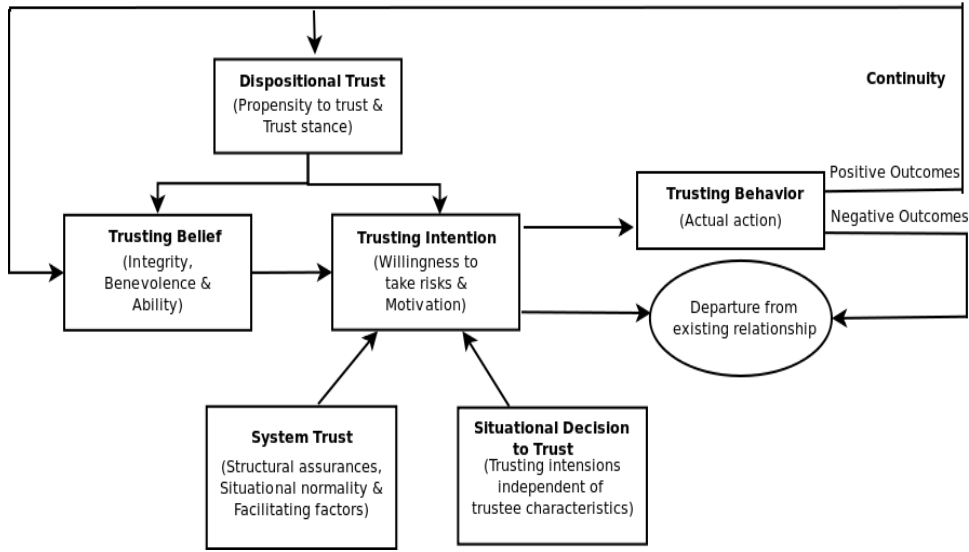 Dispositional Trust
(Propensity to trust &
Trust stance)
Continuity
Positive Outcomes
Trusting Behavior
(Actual action)
Negative Outcomes
Trusting Belief
(Integrity,
Benevolence &
Ability)
Trusting Intention
(Willingness to
take risks &
Motivation)
Departure from
existing relationship
System Trust
(Structural assurances,
Situational normality &
Facilitating factors)
Situational Decision
to Trust
(Trusting intensions
independent of
trustee characteristics)